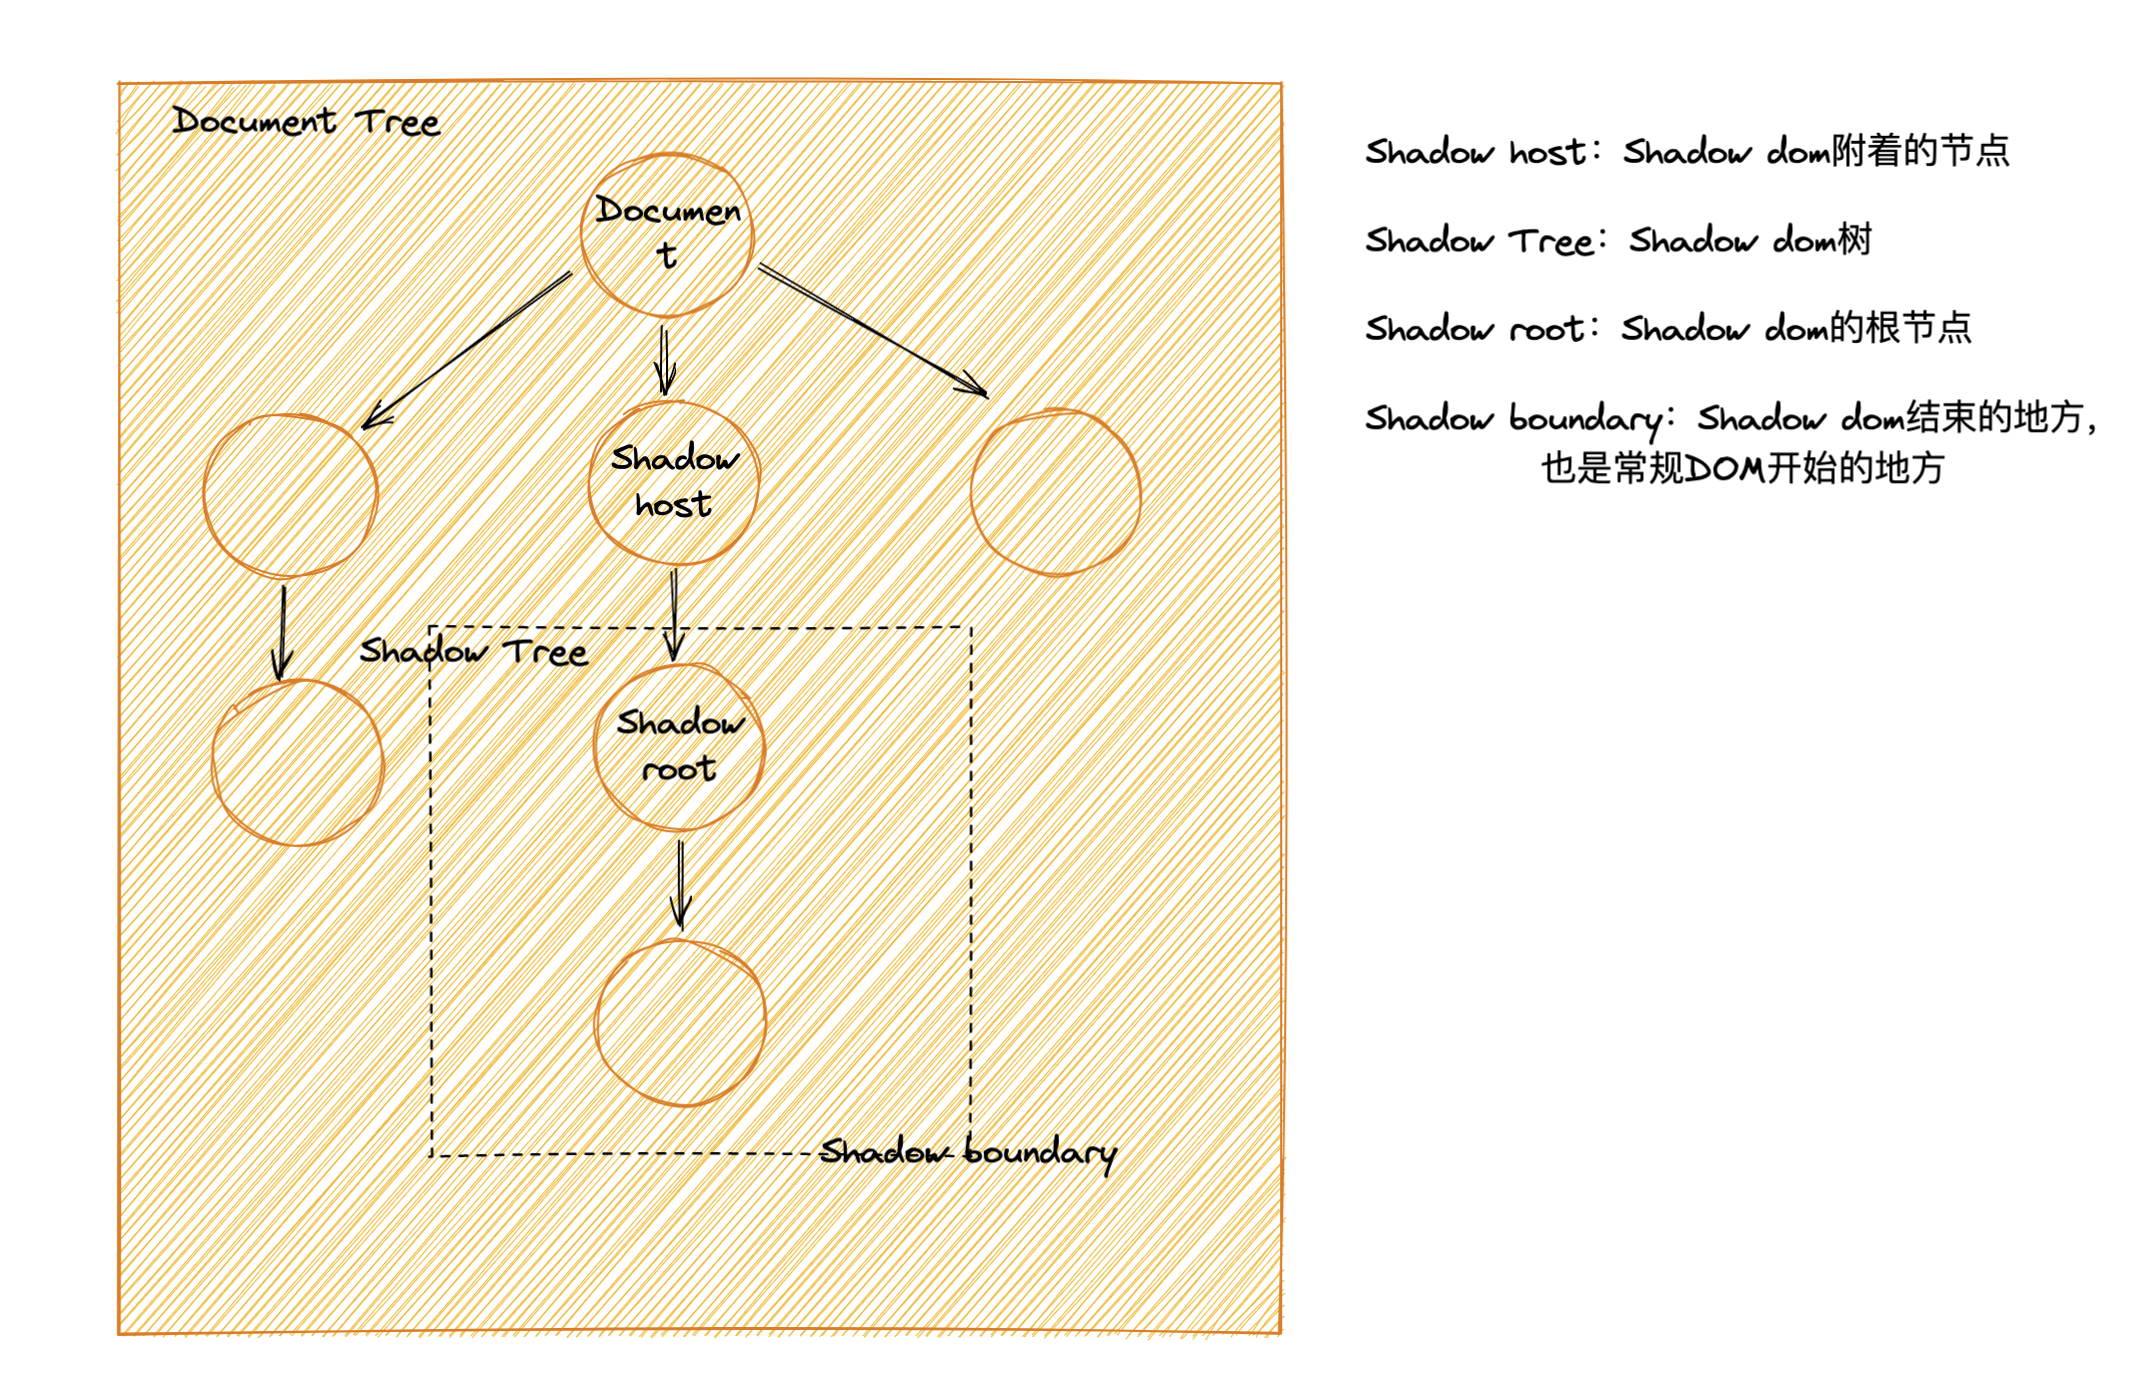 Document Tree
Documen
t
Shadow
host
Shadow Tree
Shadow
root
Shadow boundary
Shadow host：Shadow dom附着的节点
Shadow Tree：Shadow dom树
Shadow root：Shadow dom的根节点
Shadow boundary：Shadow dom结束的地方，
也是常规DOM开始的地方